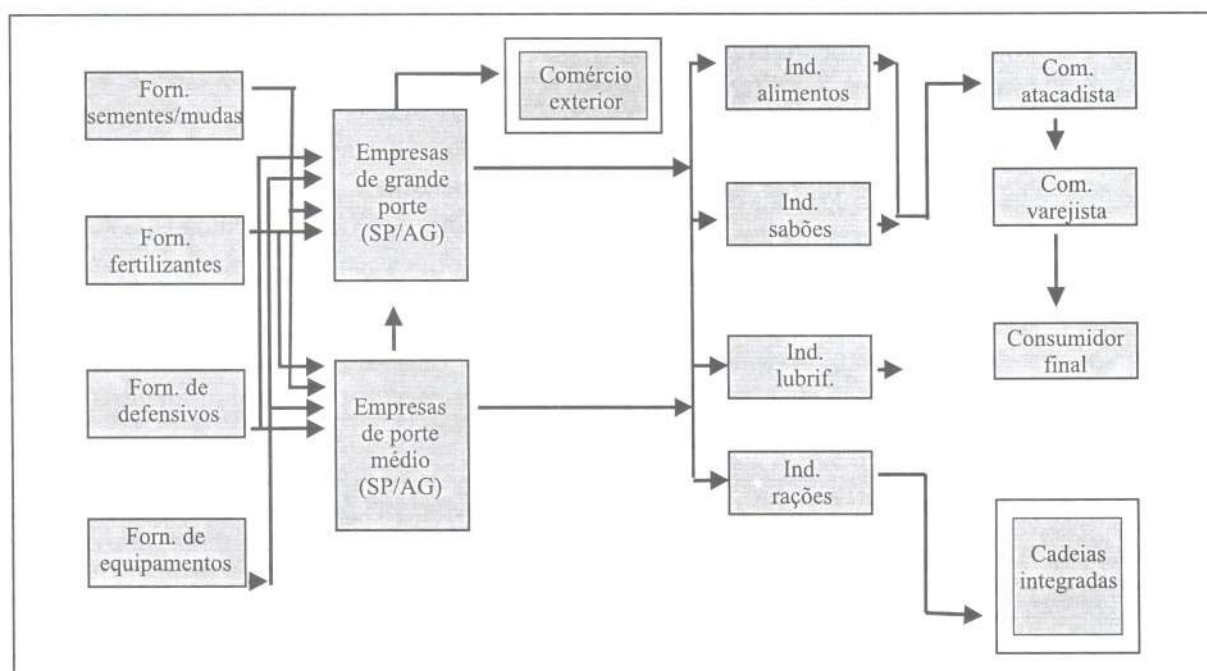 Forn.
sementes/mudas
Forn.
fertilizantes
Forn. de
defensivos
Forn. de
equipamentos
Empresas
de grande
porte
(SP/AG)
Empresas
de porte
médio
(SP/AG)
Comércio
exterior
Ind.
alimentos
Ind.
sabões
Ind.
lubrif.
Ind.
rações
Com.
atacadista
Com.
varejista
Consumidor
final
Cadeias
integradas